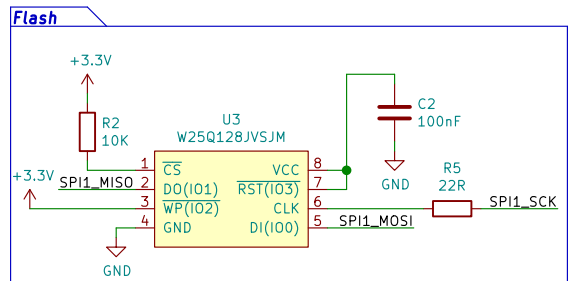 Flash
+3.3V
R2
10K
+3.3V
U3
W25Q128JVSJM
C2
100nF
GND
R5
22R
SPI1_MISO
SPI1_SCK
SPI1_MOSI
1 CS VCC 8
2 DO(IO1) RST(IO3) 7
3 WP(IO2) CLK 6
4 GND DI(IO0) 5
GND